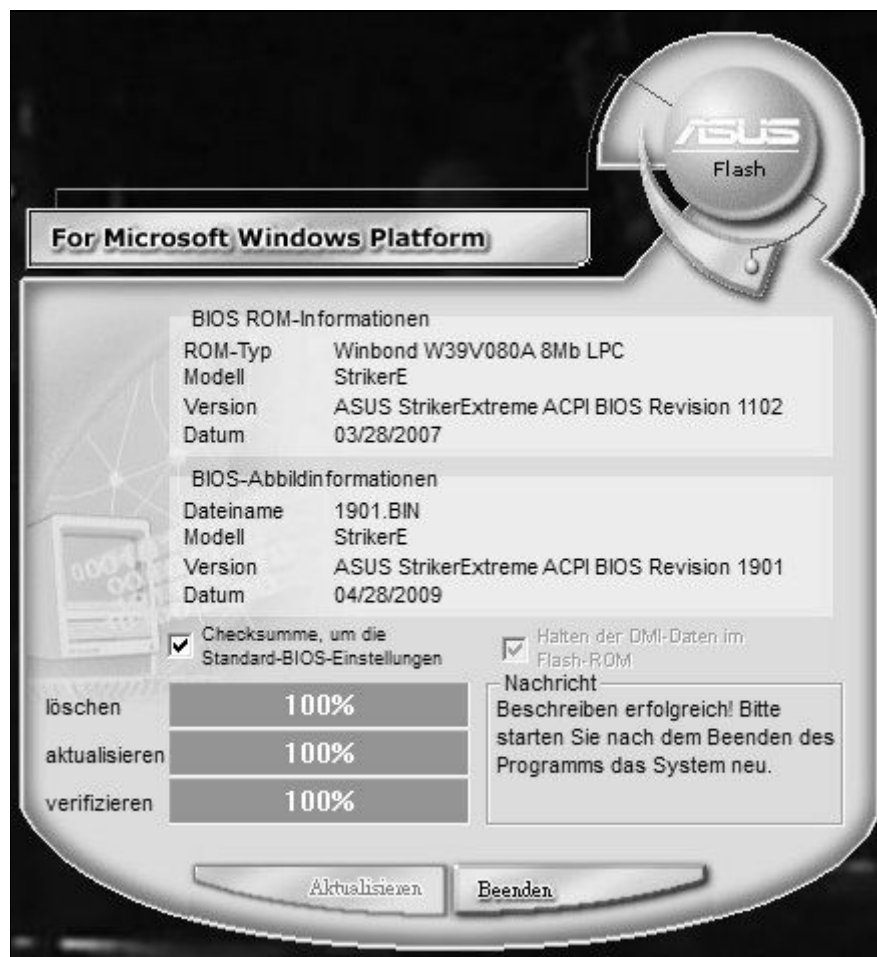 ASUS
Flash
For Microsoft Windows Platform
BIOS ROM-Informationen
ROM-Typ Winbond W39V080A 8Mb LPC
Modell StrikerE
Version ASUS StrikerExtreme ACPI BIOS Revision 1102
Datum 03/28/2007
BIOS-Abbildinformationen
Dateiname 1901.BIN
Modell StrikerE
Version ASUS StrikerExtreme ACPI BIOS Revision 1901
Datum 04/28/2009
Checksumme, um die
Standard-BIOS-Einstellungen
Halten der DMI-Daten im
Flash-ROM
löschen 100%
aktualisieren 100%
verifizieren 100%
Nachricht
Beschreiben erfolgreich! Bitte
starten Sie nach dem Beenden des
Programms das System neu.
Aktualisieren
Beenden